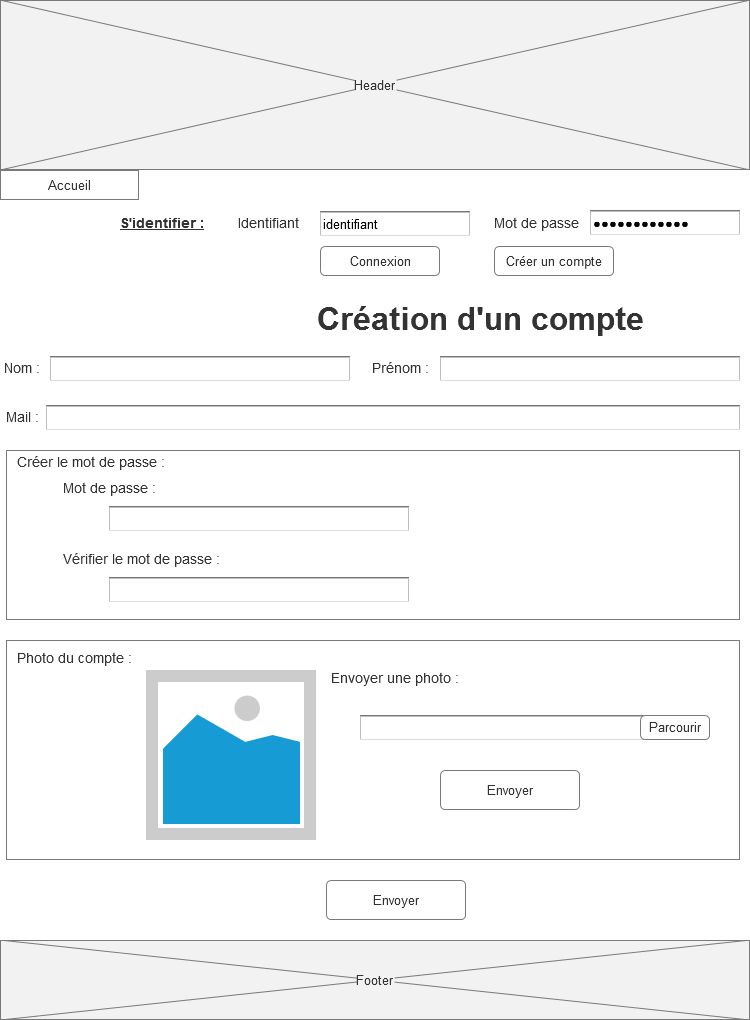 Header
Accueil
S'identifier : Identifiant identifiant Mot de passe ●●●●●●●●●●●●
Connexion Créer un compte
Création d'un compte
Nom : Prénom :
Mail :
Créer le mot de passe :
Mot de passe :
Vérifier le mot de passe :
Photo du compte :
Envoyer une photo :
Parcourir
Envoyer
Envoyer
Footer